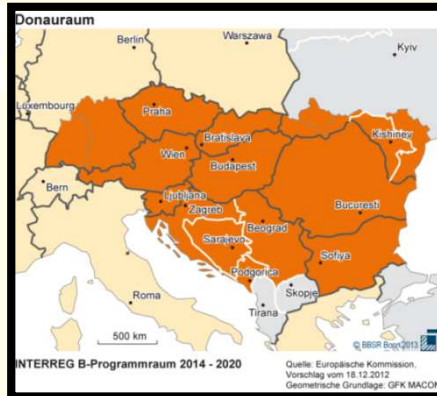 Donauraum
Berlin
Warszawa
Kyiv
Luxembourg
Praha
Kishinev
Bratislava
Wien
Budapest
Bern
Ljubljana
Zagreb
Bucuresti
Beograd
Sarajevo
Sofiya
Podgorica
Skopje
Roma
Tirana
500 km
© BBSR Bonn 2013
INTERREG B-Programmraum 2014 - 2020
Quelle: Europäische Kommission,
Vorschlag vom 18.12.2012
Geometrische Grundlage: GFK MACON